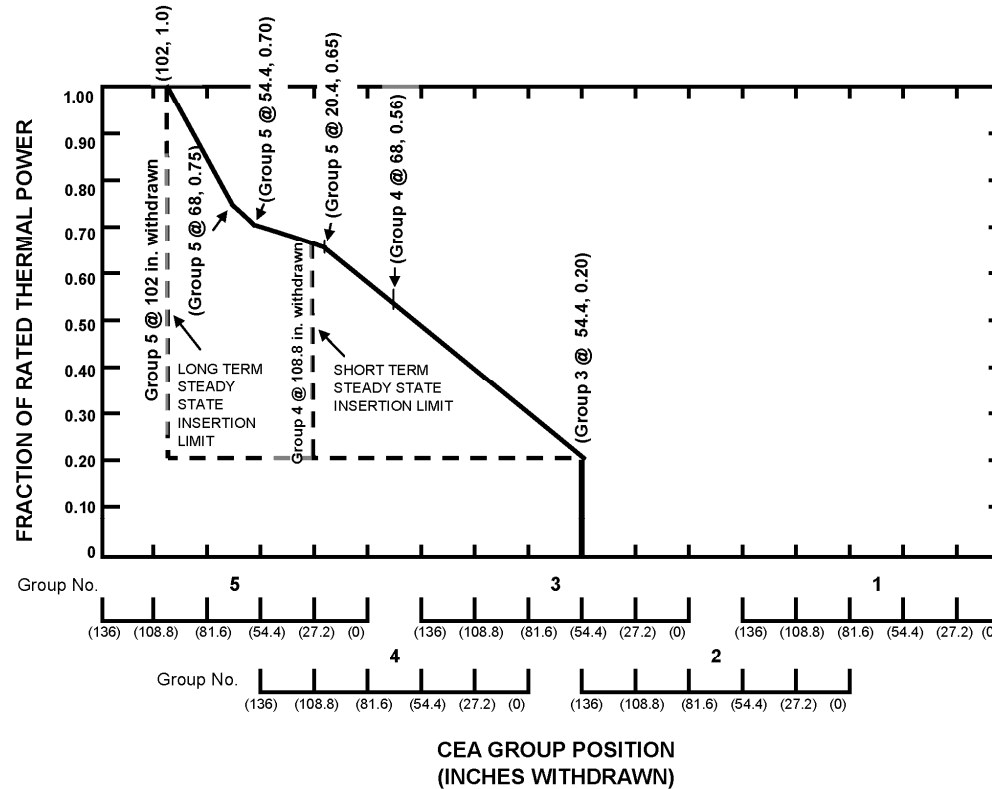 (102, 1.0)
(Group 5 @ 54.4, 0.70)
(Group 5 @ 20.4, 0.65)
(Group 4 @ 68, 0.56)
(Group 5 @ 68, 0.75)
Group 5 @ 102 in. withdrawn
Group 4 @ 108.8 in. withdrawn
(Group 3 @ 54.4, 0.20)
FRACTION OF RATED THERMAL POWER
1.00
0.90
0.80
0.70
0.60
0.50
0.40
0.30
0.20
0.10
0
LONG TERM
STEADY
STATE
INSERTION
LIMIT
SHORT TERM
STEADY STATE
INSERTION LIMIT
Group No. 5 3 1
(136) (108.8) (81.6) (54.4) (27.2) (0) (136) (108.8) (81.6) (54.4) (27.2) (0) (136) (108.8) (81.6) (54.4) (27.2) (0
4 2
Group No.
(136) (108.8) (81.6) (54.4) (27.2) (0) (136) (108.8) (81.6) (54.4) (27.2) (0)
CEA GROUP POSITION
(INCHES WITHDRAWN)